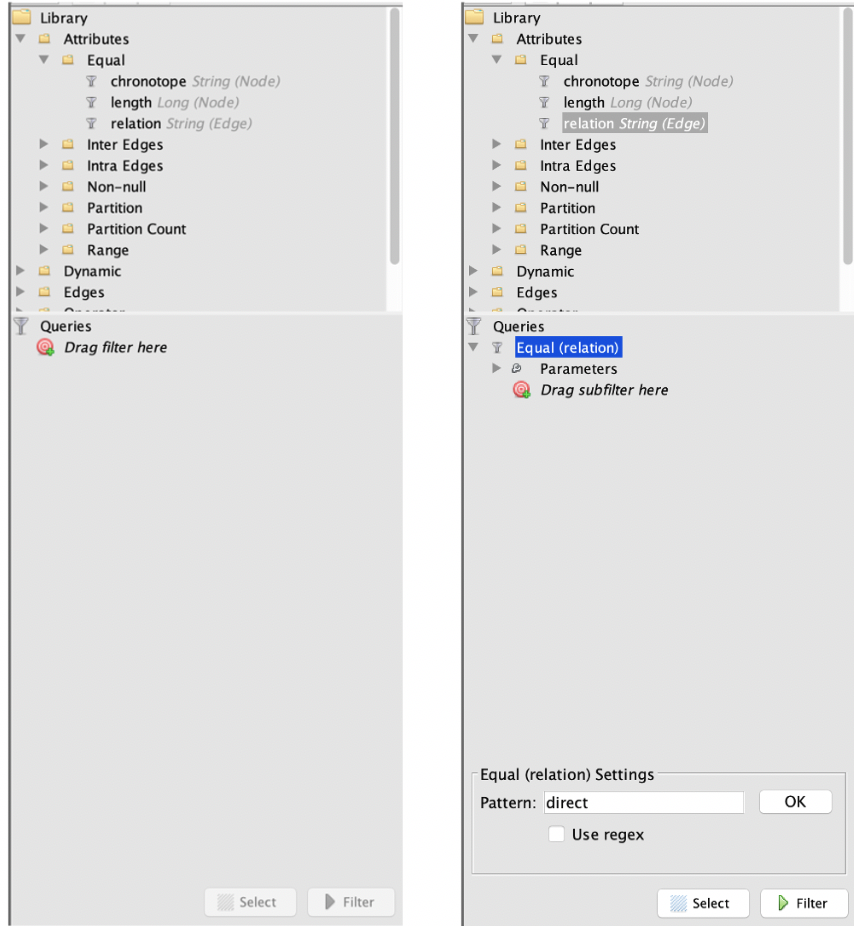 Library
Attributes
Equal
chronotope String (Node)
length Long (Node)
relation String (Edge)
Inter Edges
Intra Edges
Non-null
Partition
Partition Count
Range
Dynamic
Edges
Queries
Drag filter here
Select
Filter
Library
Attributes
Equal
chronotope String (Node)
length Long (Node)
relation String (Edge)
Inter Edges
Intra Edges
Non-null
Partition
Partition Count
Range
Dynamic
Edges
Queries
Equal (relation)
Parameters
Drag subfilter here
Equal (relation) Settings
Pattern: direct
OK
Use regex
Select
Filter